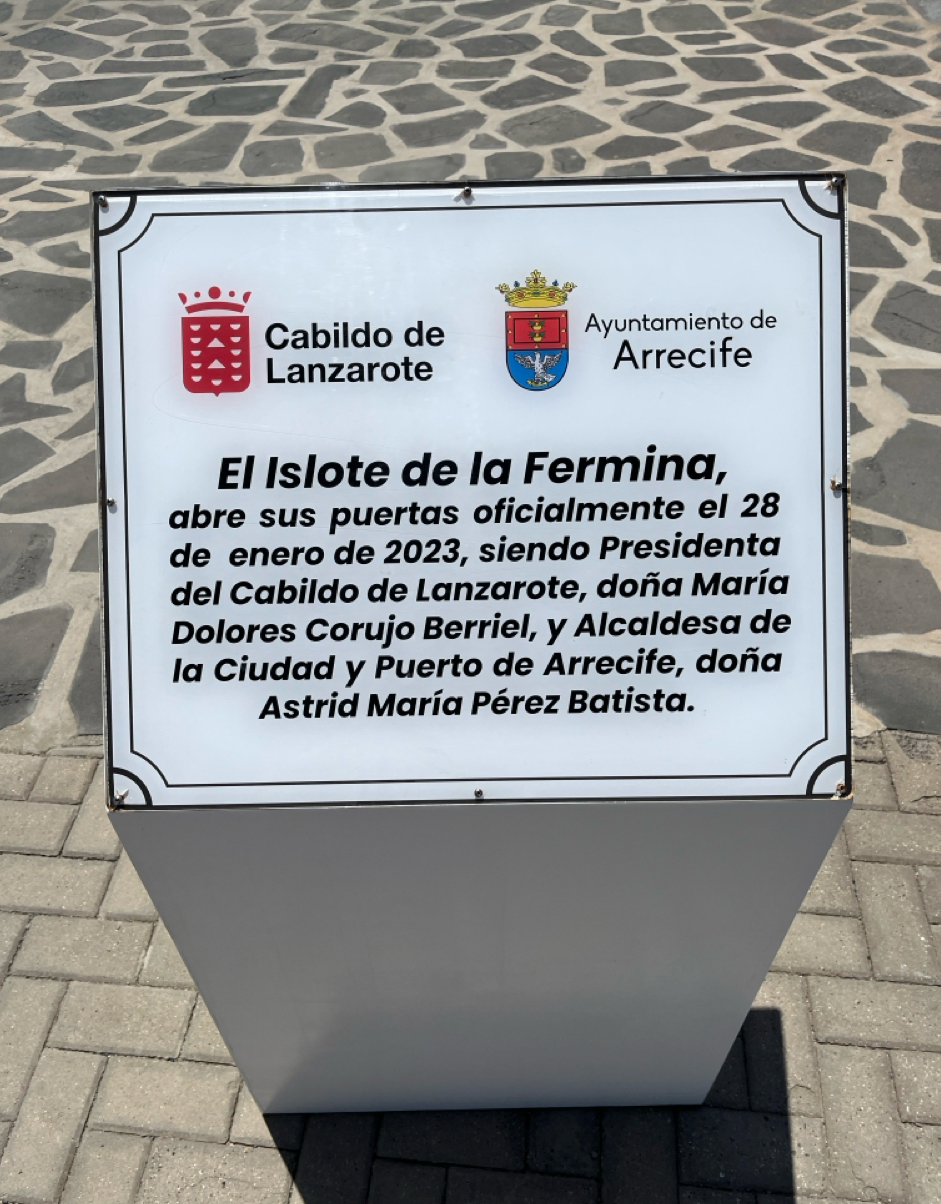 Cabildo de
Lanzarote
Ayuntamiento de
Arrecife
El Islote de la Fermina,
abre sus puertas oficialmente el 28
de enero de 2023, siendo Presidenta
del Cabildo de Lanzarote, doña María
Dolores Corujo Berriel, y Alcaldesa de
la Ciudad y Puerto de Arrecife, doña
Astrid María Pérez Batista.